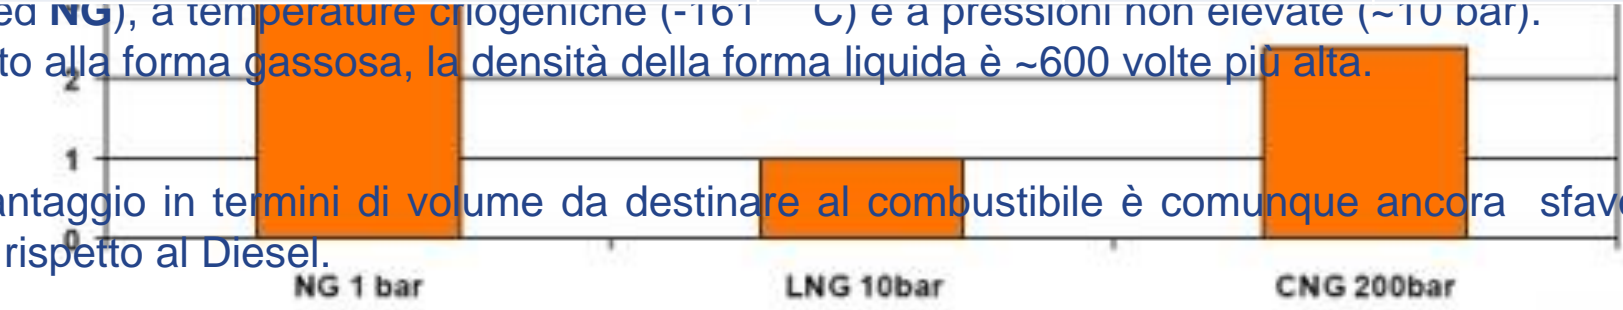 ed NG), a temperature criogeniche (-161 C) e a pressioni non elevate (~10 bar).
to alla forma gassosa, la densità della forma liquida è ~600 volte più alta.
2
1
antaggio in termini di volume da destinare al combustibile è comunque ancora sfavo
0
rispetto al Diesel.
NG 1 bar LNG 10bar CNG 200bar